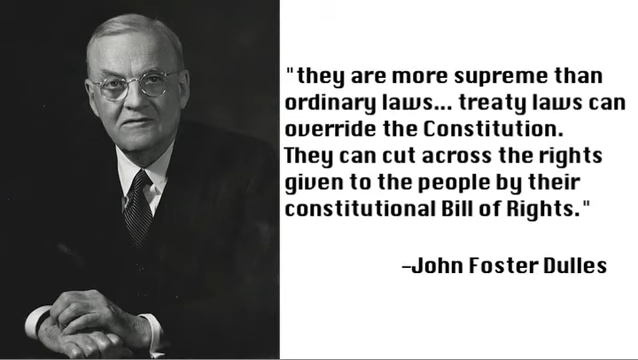 "they are more supreme than
ordinary laws... treaty laws can
override the Constitution.
They can cut across the rights
given to the people by their
constitutional Bill of Rights."
-John Foster Dulles